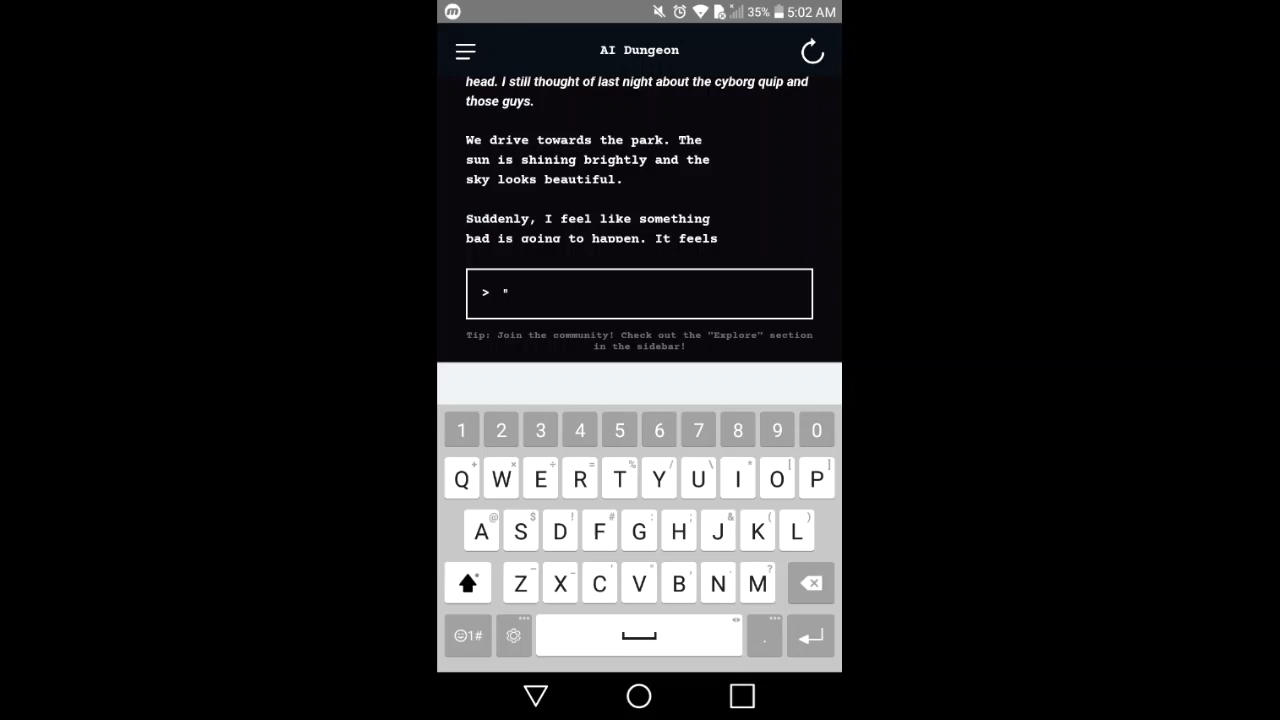 35% 5:02 AM
AI Dungeon
head. I still thought of last night about the cyborg quip and
those guys.
We drive towards the park. The
sun is shining brightly and the
sky looks beautiful.
Suddenly, I feel like something
bad is going to happen. It feels
> "
Tip: Join the community! Check out the "Explore" section
in the sidebar!
1 2 3 4 5 6 7 8 9 0
Q W E R T Y U I O P
A S D F G H J K L
Z X C V B N M
1# .